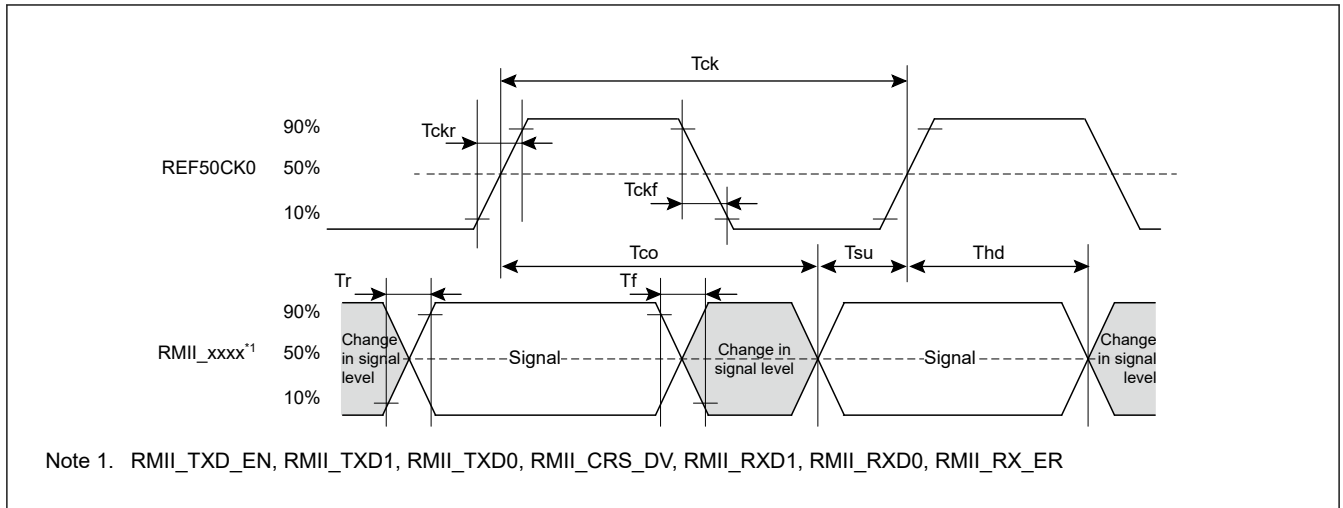 Tck
90%
Tckr
REF50CK0 50%
Tckf
10%
Tco Tsu Thd
Tr Tf
90%
RMII_xxxx*1 50%
Change in signal level
Signal
Change in signal level
Signal
Change in signal level
10%
Note 1. RMII_TXD_EN, RMII_TXD1, RMII_TXD0, RMII_CRS_DV, RMII_RXD1, RMII_RXD0, RMII_RX_ER